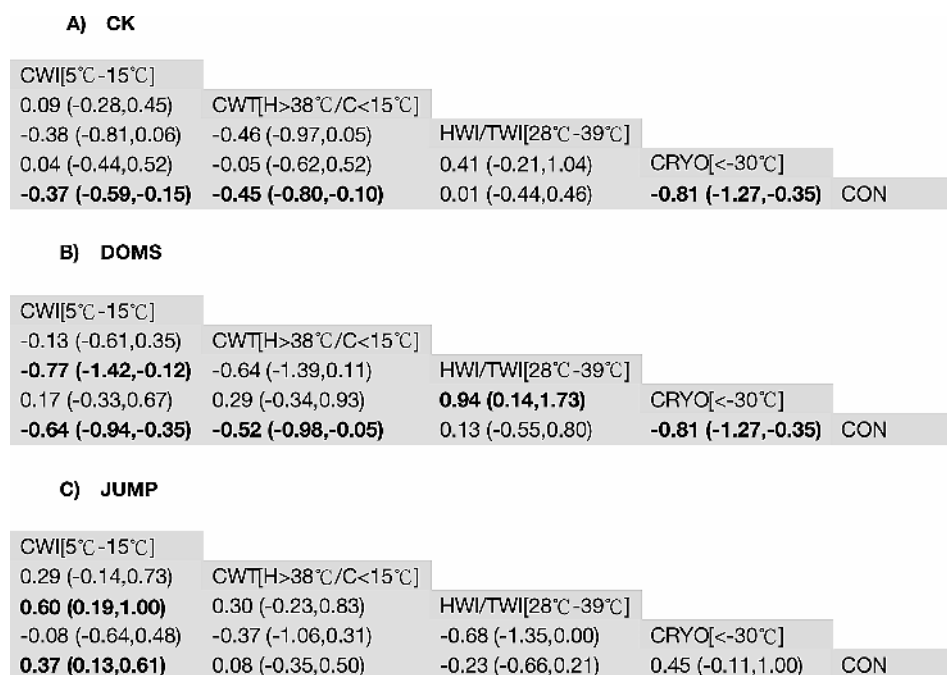 A) CK
CWI[5℃-15℃]
0.09 (-0.28,0.45) CWT[H>38℃/C<15℃]
-0.38 (-0.81,0.06) -0.46 (-0.97,0.05) HWI/TWI[28℃-39℃]
0.04 (-0.44,0.52) -0.05 (-0.62,0.52) 0.41 (-0.21,1.04) CRYO[<-30℃]
-0.37 (-0.59,-0.15) -0.45 (-0.80,-0.10) 0.01 (-0.44,0.46) -0.81 (-1.27,-0.35) CON
B) DOMS
CWI[5℃-15℃]
-0.13 (-0.61,0.35) CWT[H>38℃/C<15℃]
-0.77 (-1.42,-0.12) -0.64 (-1.39,0.11) HWI/TWI[28℃-39℃]
0.17 (-0.33,0.67) 0.29 (-0.34,0.93) 0.94 (0.14,1.73) CRYO[<-30℃]
-0.64 (-0.94,-0.35) -0.52 (-0.98,-0.05) 0.13 (-0.55,0.80) -0.81 (-1.27,-0.35) CON
C) JUMP
CWI[5℃-15℃]
0.29 (-0.14,0.73) CWT[H>38℃/C<15℃]
0.60 (0.19,1.00) 0.30 (-0.23,0.83) HWI/TWI[28℃-39℃]
-0.08 (-0.64,0.48) -0.37 (-1.06,0.31) -0.68 (-1.35,0.00) CRYO[<-30℃]
0.37 (0.13,0.61) 0.08 (-0.35,0.50) -0.23 (-0.66,0.21) 0.45 (-0.11,1.00) CON